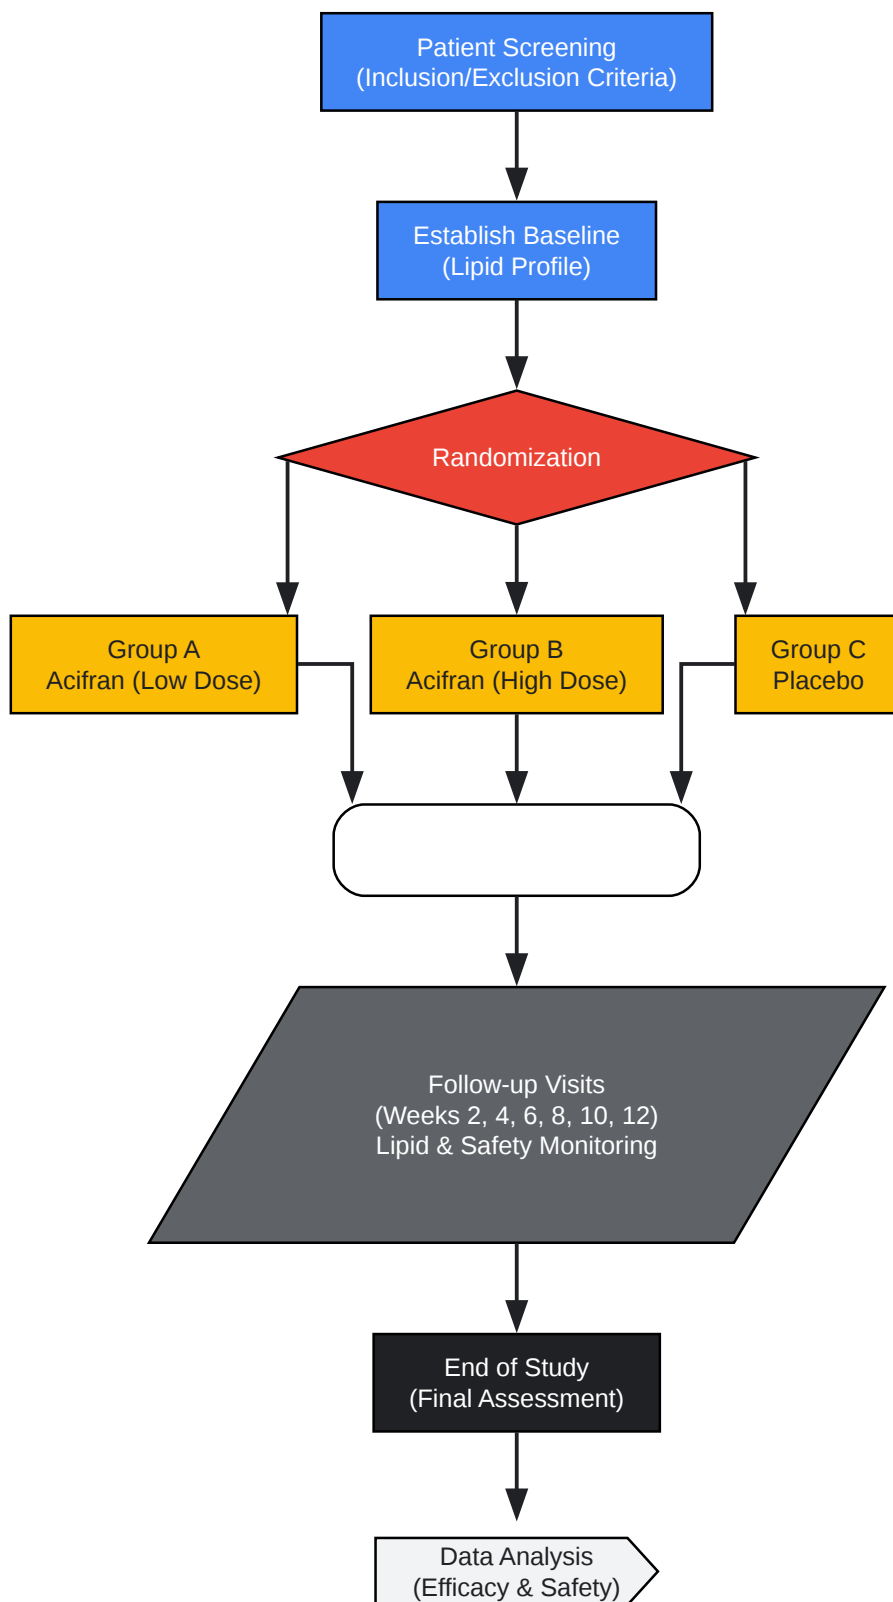 Patient Screening
(Inclusion/Exclusion Criteria)
Establish Baseline
(Lipid Profile)
Randomization
Group A
Acifran (Low Dose)
Group B
Acifran (High Dose)
Group C
Placebo
Follow-up Visits
(Weeks 2, 4, 6, 8, 10, 12)
Lipid & Safety Monitoring
End of Study
(Final Assessment)
Data Analysis
(Efficacy & Safety)